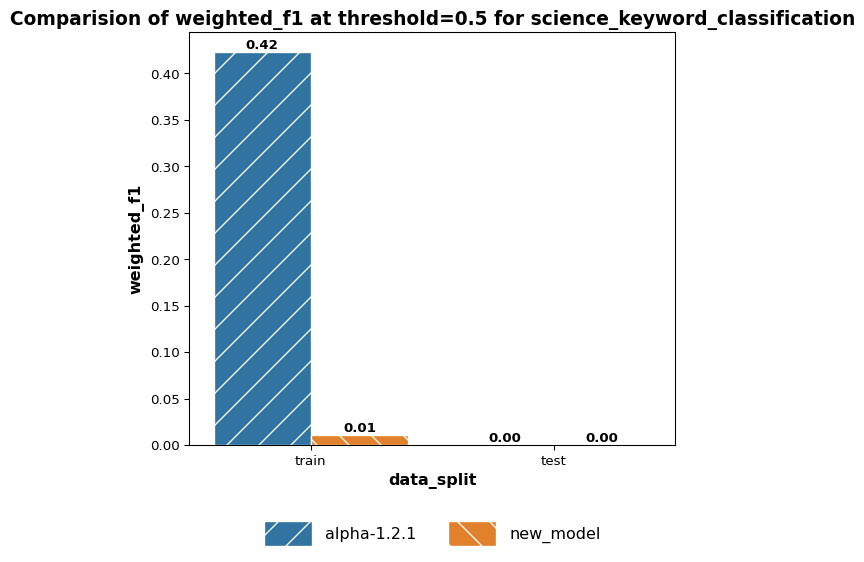 Comparision of weighted_f1 at threshold=0.5 for science_keyword_classification
0.42
0.40
0.35
0.30
0.25
0.20
0.15
0.10
0.05
0.00
weighted_f1
0.01
0.00
0.00
train
test
data_split
alpha-1.2.1
new_model